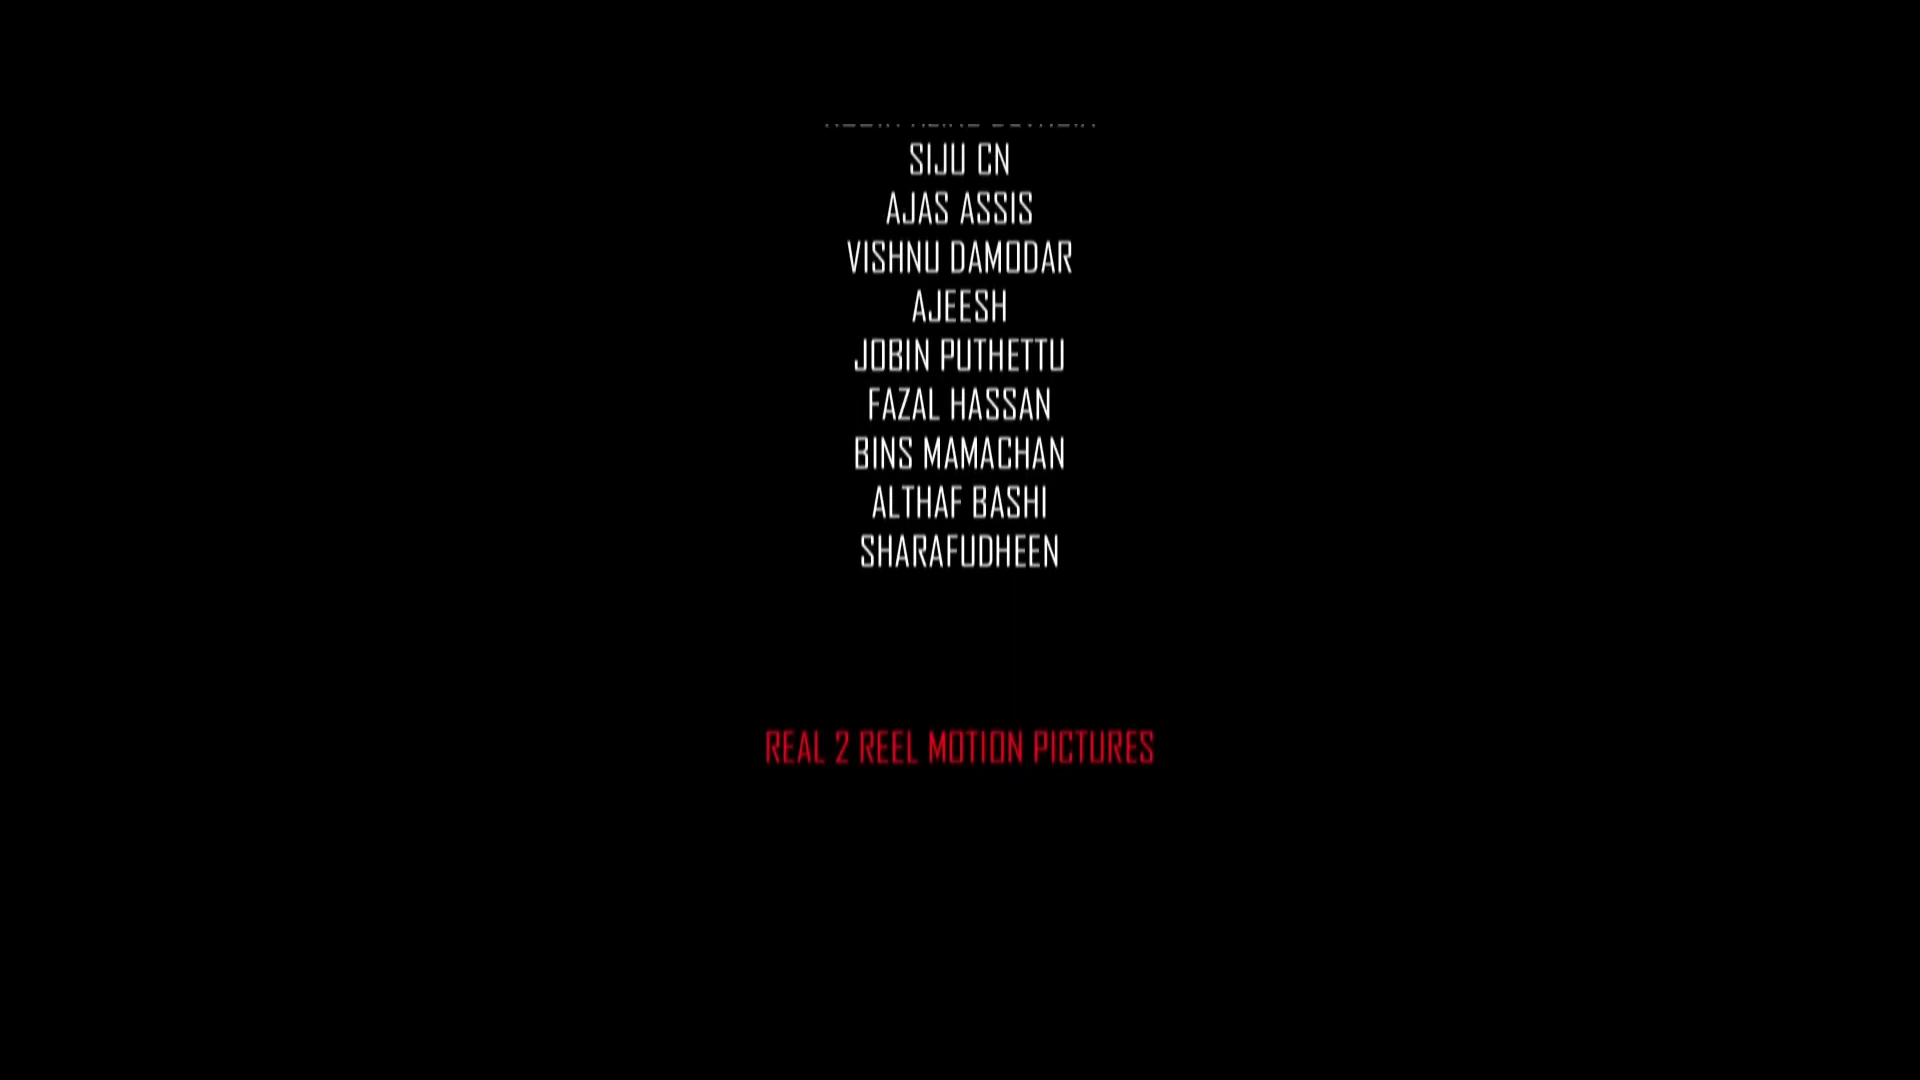 SIJU CN
AJAS ASSIS
VISHNU DAMODAR
AJEESH
JOBIN PUTHETTU
FAZAL HASSAN
BINS MAMACHAN
ALTHAF BASHI
SHARAFUDHEEN
REAL 2 REEL MOTION PICTURES